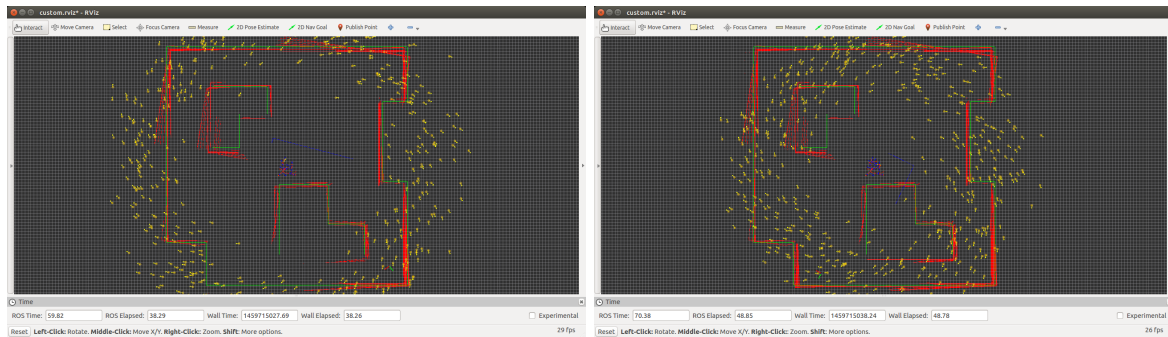 custom.rviz* - RViz
Interact Move Camera Select Focus Camera Measure 2D Pose Estimate 2D Nav Goal Publish Point
Time
ROS Time: 59.82 ROS Elapsed: 38.29 Wall Time: 1459715027.69 Wall Elapsed: 38.26 Experimental
Reset Left-Click: Rotate. Middle-Click: Move X/Y. Right-Click: Zoom. Shift: More options. 29 fps
custom.rviz* - RViz
Interact Move Camera Select Focus Camera Measure 2D Pose Estimate 2D Nav Goal Publish Point
Time
ROS Time: 70.38 ROS Elapsed: 48.85 Wall Time: 1459715038.24 Wall Elapsed: 48.78 Experimental
Reset Left-Click: Rotate. Middle-Click: Move X/Y. Right-Click: Zoom. Shift: More options. 26 fps